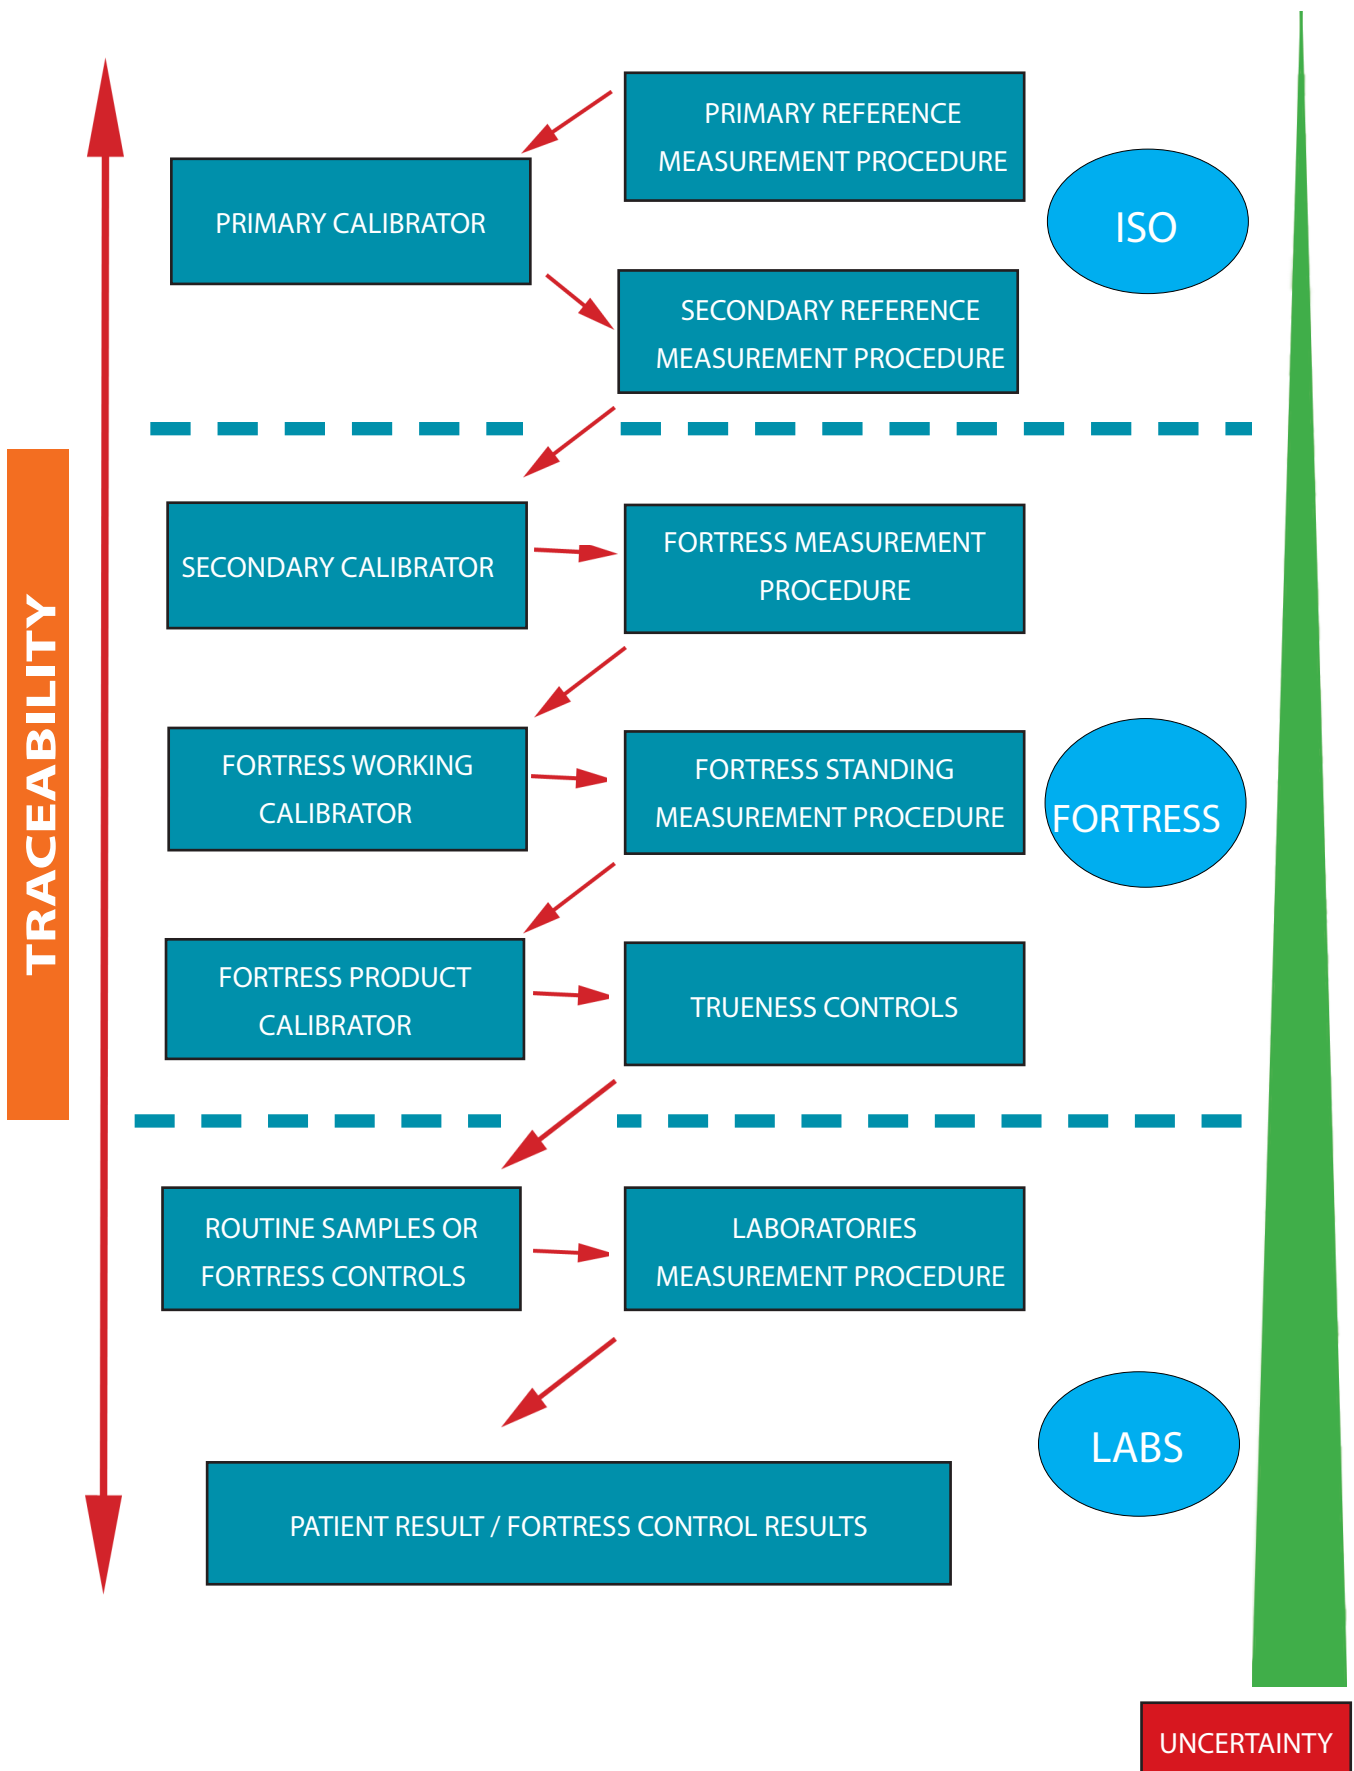 PRIMARY REFERENCE
MEASUREMENT PROCEDURE
PRIMARY CALIBRATOR
ISO
SECONDARY REFERENCE
MEASUREMENT PROCEDURE
TRACEABILITY
SECONDARY CALIBRATOR
FORTRESS MEASUREMENT
PROCEDURE
FORTRESS WORKING
CALIBRATOR
FORTRESS STANDING
MEASUREMENT PROCEDURE
FORTRESS
FORTRESS PRODUCT
CALIBRATOR
TRUENESS CONTROLS
ROUTINE SAMPLES OR
FORTRESS CONTROLS
LABORATORIES
MEASUREMENT PROCEDURE
LABS
PATIENT RESULT / FORTRESS CONTROL RESULTS
UNCERTAINTY